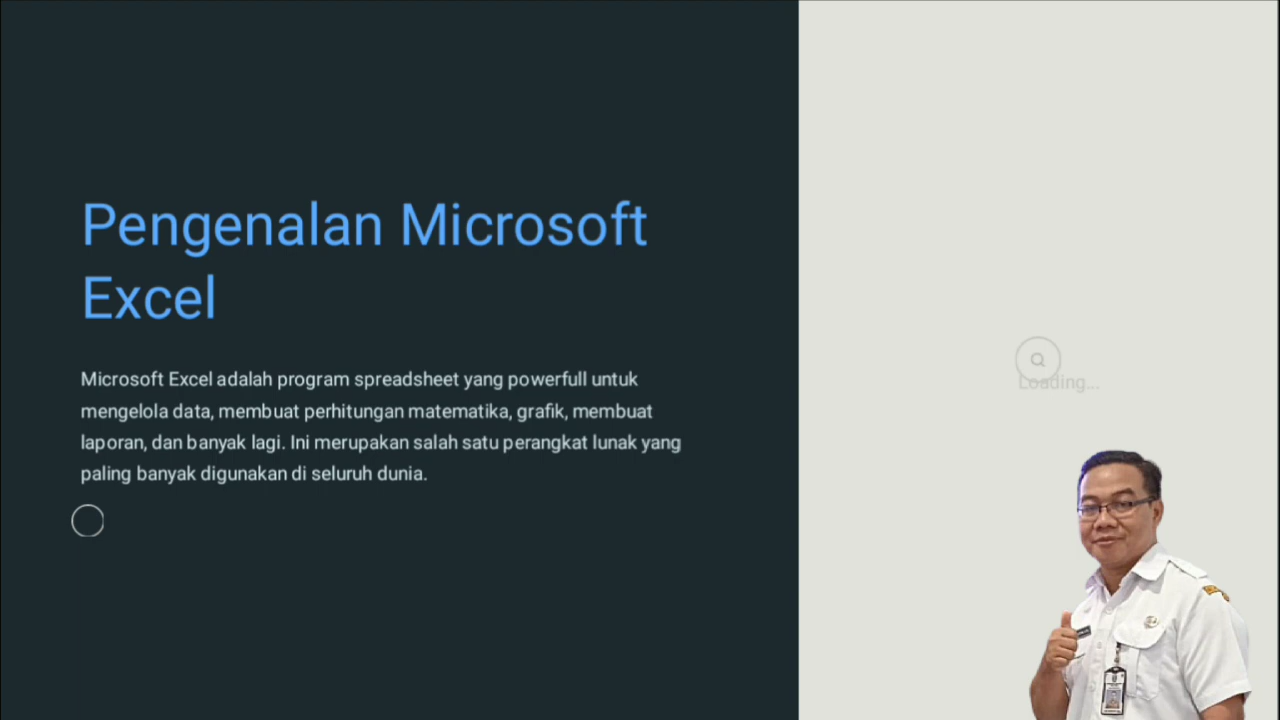 Pengenalan Microsoft
Excel
Microsoft Excel adalah program spreadsheet yang powerfull untuk
mengelola data, membuat perhitungan matematika, grafik, membuat
laporan, dan banyak lagi. Ini merupakan salah satu perangkat lunak yang
paling banyak digunakan di seluruh dunia.
Loading...